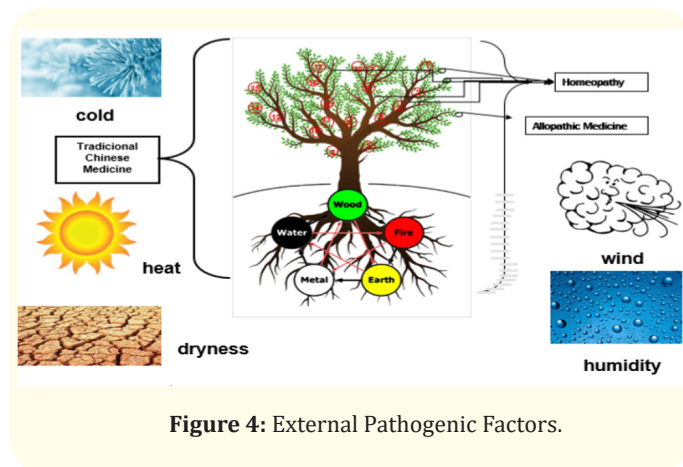 cold
Tradicional
Chinese
Medicine
heat
dryness
Wood
Water
Fire
Metal
Earth
Homeopathy
Allopathic Medicine
wind
humidity
Figure 4: External Pathogenic Factors.